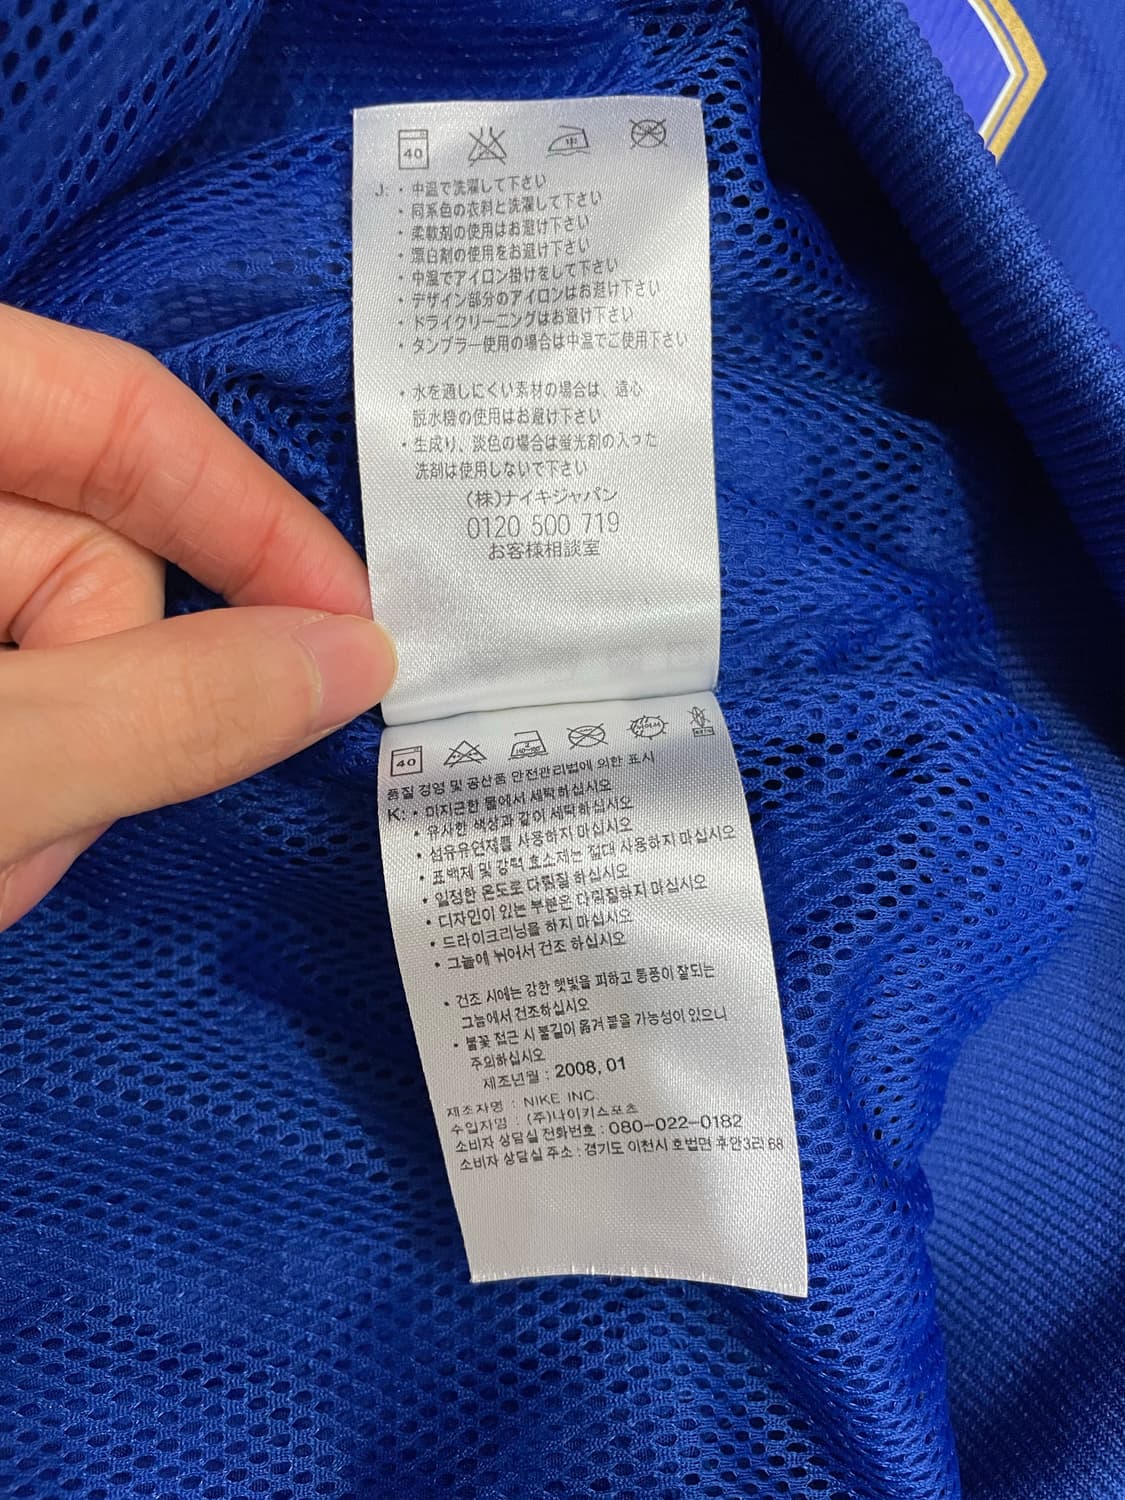 40
中
J: ・中温で洗濯して下さい
・同系色の衣料と洗濯して下さい
・柔軟剤の使用はお避け下さい
・漂白剤の使用をお避け下さい
・中温でアイロン掛けをして下さい
・デザイン部分のアイロンはお避け下さい
・ドライクリーニングはお避け下さい
・タンブラー使用の場合は中温でご使用下さい
・水を通しにくい素材の場合は、遠心
脱水機の使用はお避け下さい
・生成り、淡色の場合は蛍光剤の入った
洗剤は使用しないで下さい
(株)ナイキジャパン
0120 500 719
お客様相談室
40
품질 경영 및 공산품 안전관리법에 의한 표시
K: • 미지근한 물에서 세탁하십시오
• 유사한 색상과 같이 세탁하십시오
• 섬유유연재를 사용하지 마십시오
• 표백제 및 강력 효소제는 절대 사용하지 마십시오
• 일정한 온도로 다림질 하십시오
• 디자인이 있는 부분은 다림질하지 마십시오
• 드라이크리닝을 하지 마십시오
• 그늘에 뉘어서 건조 하십시오
• 건조 시에는 강한 햇빛을 피하고 통풍이 잘되는
그늘에서 건조하십시오
• 불꽃 접근 시 불길이 옮겨 붙을 가능성이 있으니
주의하십시오
제조년월 : 2008, 01
제조자명 : NIKE INC.
수입자명 : (주)나이키스포츠
소비자 상담실 전화번호 : 080-022-0182
소비자 상담실 주소 : 경기도 이천시 호법면 후안3리 68